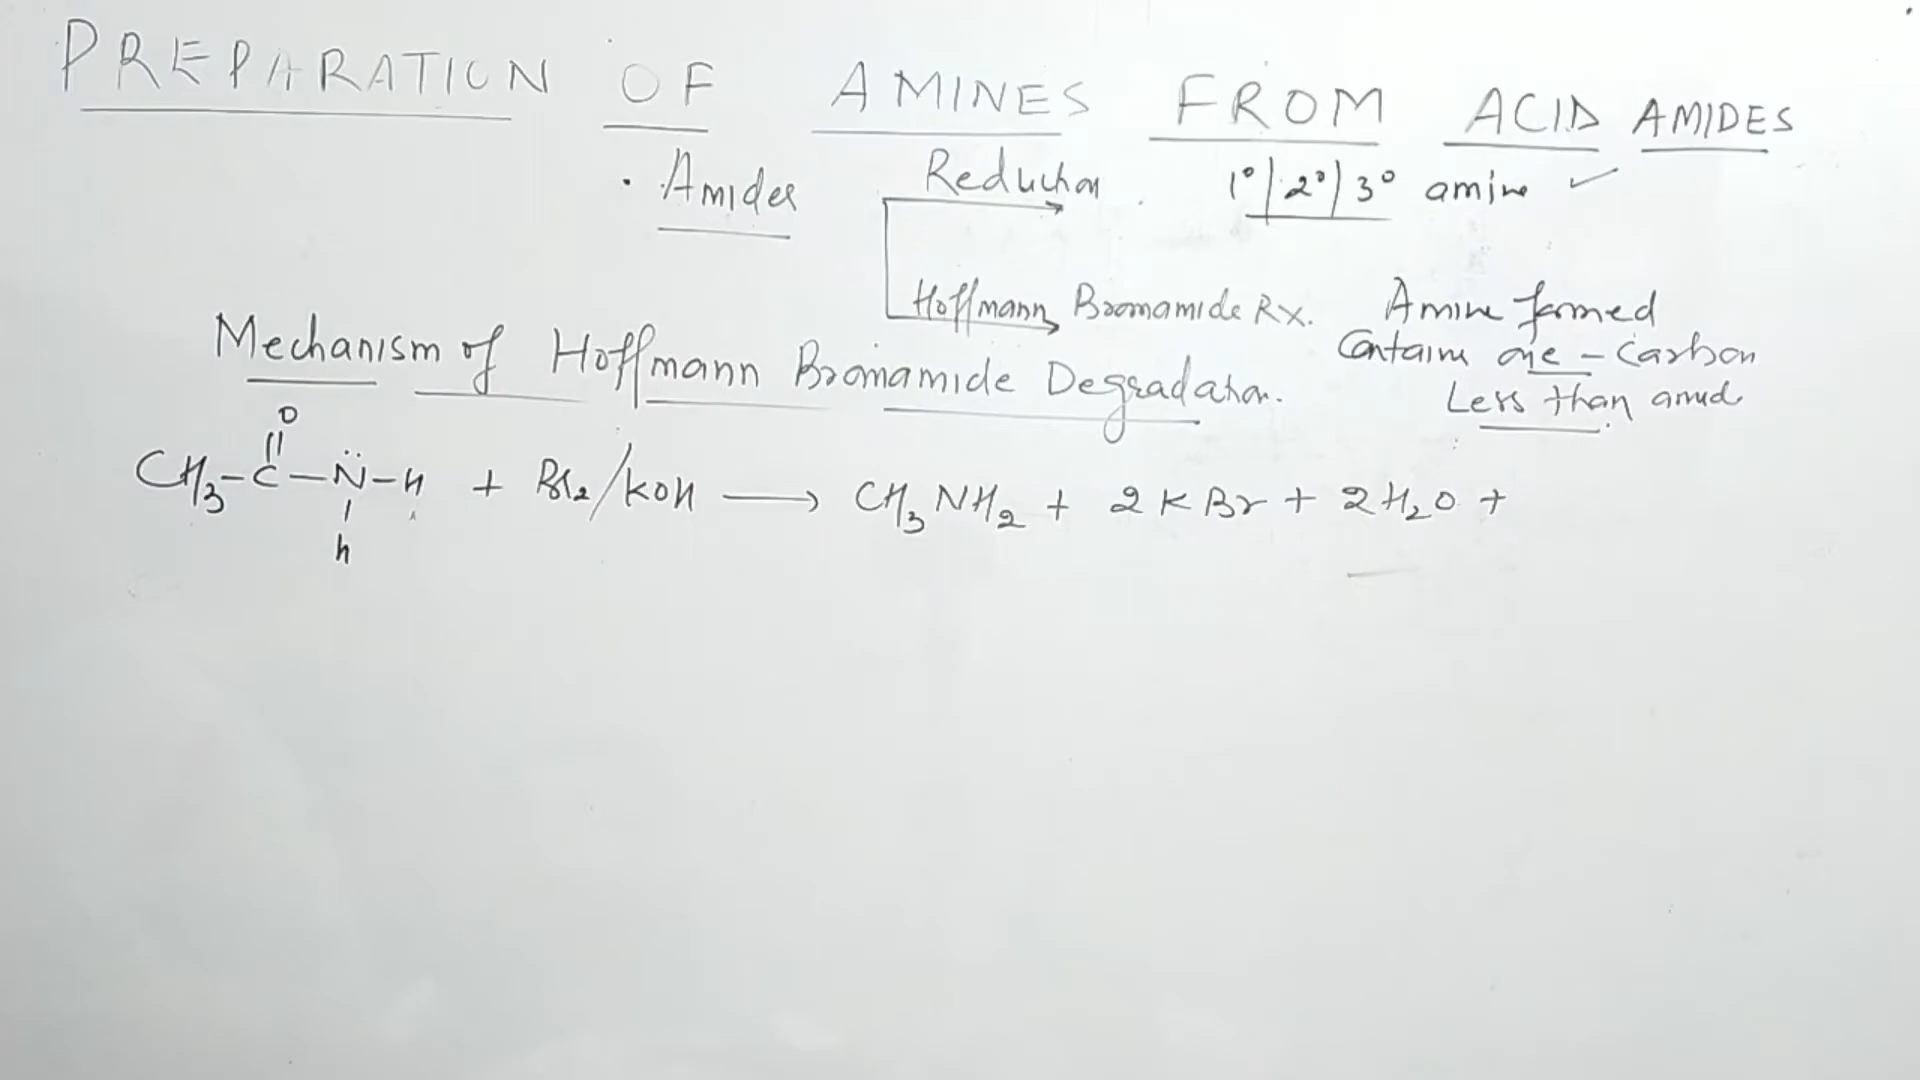 PREPARATION OF AMINES FROM ACID AMIDES
· Amides Reduction 1°/2°/3° amine ✓
Hoffmann Bromamide Rx. Amine formed
Contains one - Carbon
Less than amid
Mechanism of Hoffmann Bromamide Degradation.
O
||
CH₃-C-N̈-H + Br₂/KOH ⟶ CH₃NH₂ + 2KBr + 2H₂O +
|
h